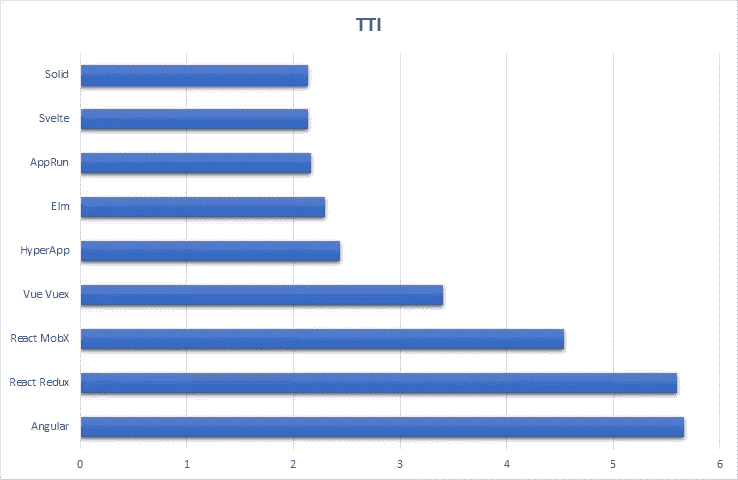 TTI
Solid
Svelte
AppRun
Elm
HyperApp
Vue Vuex
React MobX
React Redux
Angular
0 1 2 3 4 5 6